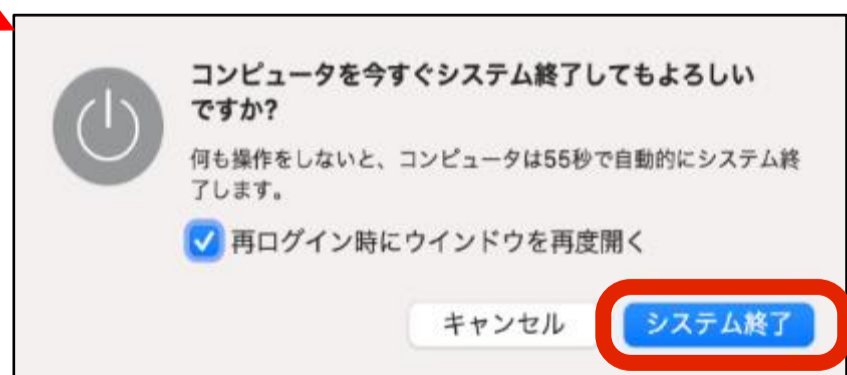 コンピュータを今すぐシステム終了してもよろしい
ですか?
何も操作をしないと、コンピュータは55秒で自動的にシステム終
了します。
再ログイン時にウインドウを再度開く
キャンセル
システム終了